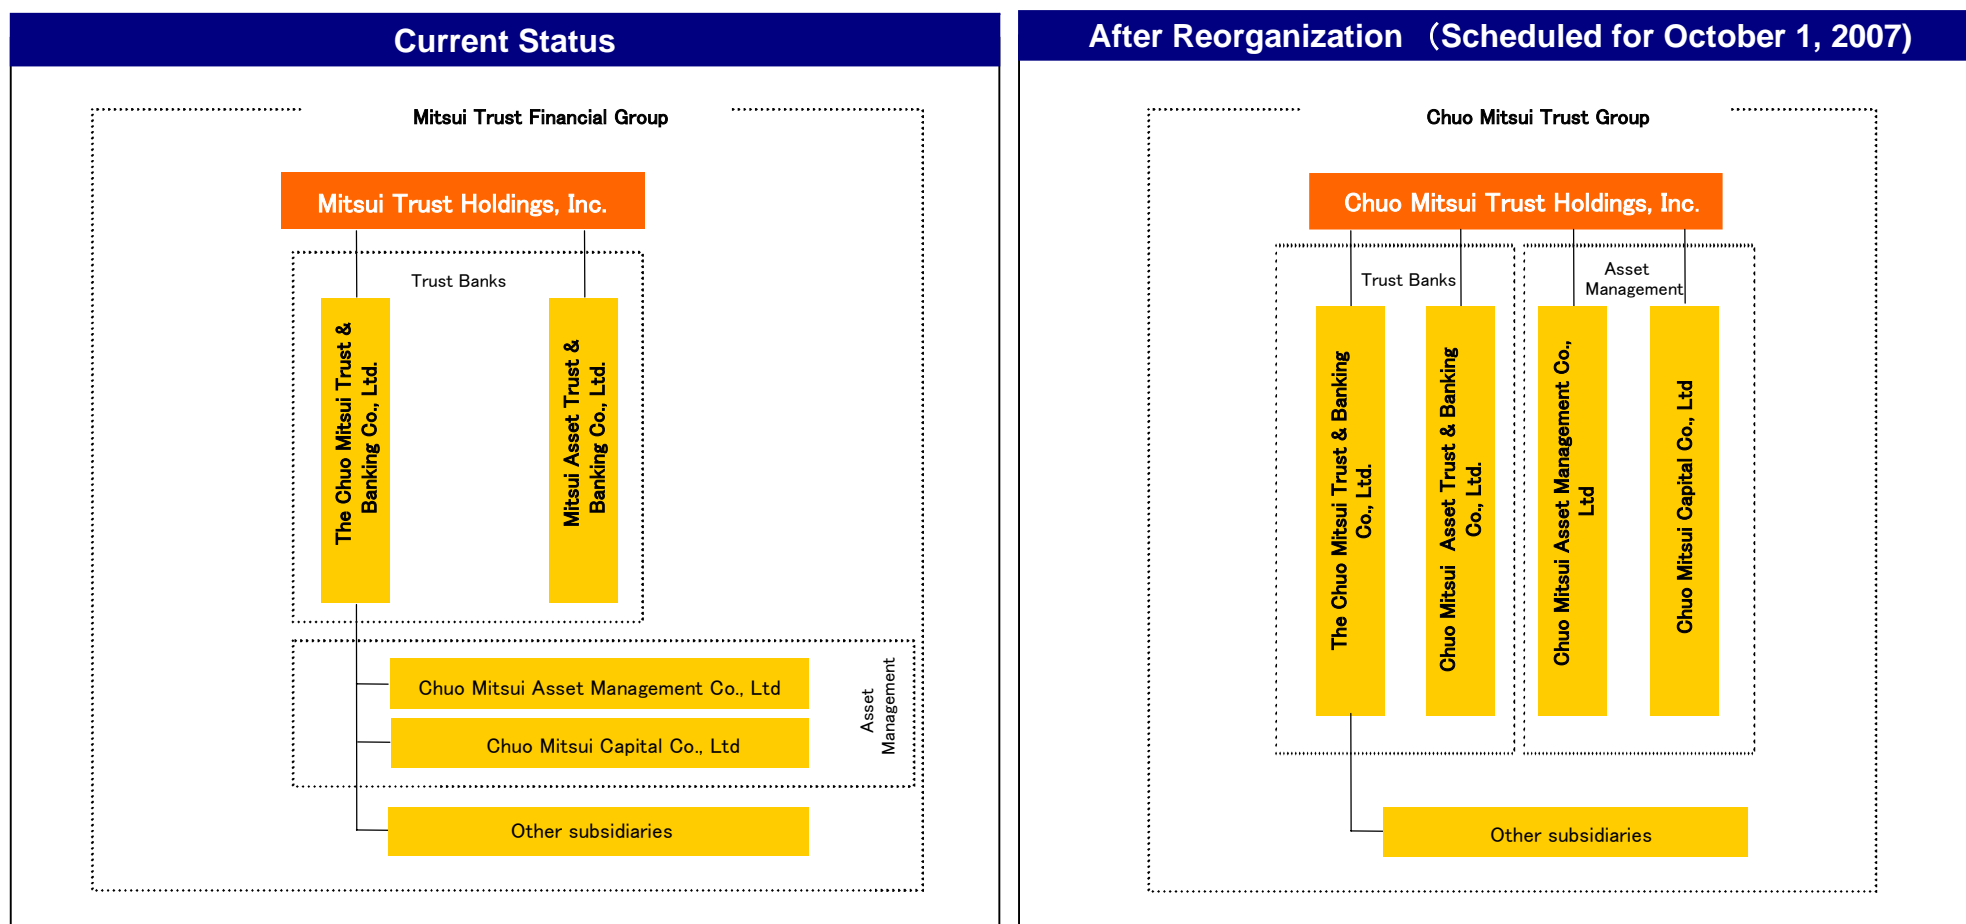 Current Status
Mitsui Trust Financial Group
Mitsui Trust Holdings, Inc.
Trust Banks
The Chuo Mitsui Trust &
Banking Co., Ltd.
Mitsui Asset Trust &
Banking Co., Ltd.
Chuo Mitsui Asset Management Co., Ltd
Chuo Mitsui Capital Co., Ltd
Asset
Management
Other subsidiaries
After Reorganization （Scheduled for October 1, 2007)
Chuo Mitsui Trust Group
Chuo Mitsui Trust Holdings, Inc.
Trust Banks
Asset
Management
The Chuo Mitsui Trust & Banking
Co., Ltd.
Chuo Mitsui Asset Trust & Banking
Co., Ltd.
Chuo Mitsui Asset Management Co.,
Ltd
Chuo Mitsui Capital Co., Ltd
Other subsidiaries